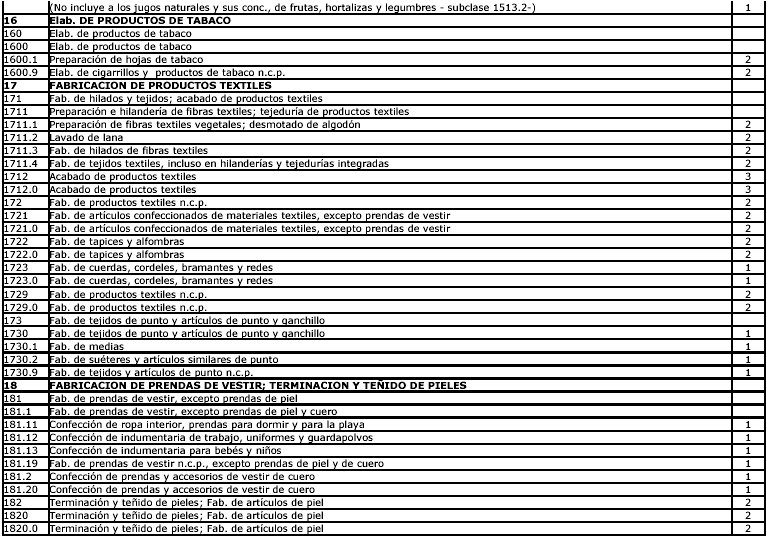 (No incluye a los jugos naturales y sus conc., de frutas, hortalizas y legumbres - subclase 1513.2-) 1
16 Elab. DE PRODUCTOS DE TABACO
160 Elab. de productos de tabaco
1600 Elab. de productos de tabaco
1600.1 Preparación de hojas de tabaco 2
1600.9 Elab. de cigarrillos y productos de tabaco n.c.p. 2
17 FABRICACION DE PRODUCTOS TEXTILES
171 Fab. de hilados y tejidos; acabado de productos textiles
1711 Preparación e hilandería de fibras textiles; tejeduría de productos textiles
1711.1 Preparación de fibras textiles vegetales; desmotado de algodón 2
1711.2 Lavado de lana 2
1711.3 Fab. de hilados de fibras textiles 2
1711.4 Fab. de tejidos textiles, incluso en hilanderías y tejedurías integradas 2
1712 Acabado de productos textiles 3
1712.0 Acabado de productos textiles 3
172 Fab. de productos textiles n.c.p. 2
1721 Fab. de artículos confeccionados de materiales textiles, excepto prendas de vestir 2
1721.0 Fab. de artículos confeccionados de materiales textiles, excepto prendas de vestir 2
1722 Fab. de tapices y alfombras 2
1722.0 Fab. de tapices y alfombras 2
1723 Fab. de cuerdas, cordeles, bramantes y redes 1
1723.0 Fab. de cuerdas, cordeles, bramantes y redes 1
1729 Fab. de productos textiles n.c.p. 2
1729.0 Fab. de productos textiles n.c.p. 2
173 Fab. de tejidos de punto y artículos de punto y ganchillo
1730 Fab. de tejidos de punto y artículos de punto y ganchillo 1
1730.1 Fab. de medias 1
1730.2 Fab. de suéteres y artículos similares de punto 1
1730.9 Fab. de tejidos y artículos de punto n.c.p. 1
18 FABRICACION DE PRENDAS DE VESTIR; TERMINACION Y TEÑIDO DE PIELES
181 Fab. de prendas de vestir, excepto prendas de piel
181.1 Fab. de prendas de vestir, excepto prendas de piel y cuero
181.11 Confección de ropa interior, prendas para dormir y para la playa 1
181.12 Confección de indumentaria de trabajo, uniformes y guardapolvos 1
181.13 Confección de indumentaria para bebés y niños 1
181.19 Fab. de prendas de vestir n.c.p., excepto prendas de piel y de cuero 1
181.2 Confección de prendas y accesorios de vestir de cuero 1
181.20 Confección de prendas y accesorios de vestir de cuero 1
182 Terminación y teñido de pieles; Fab. de artículos de piel 2
1820 Terminación y teñido de pieles; Fab. de artículos de piel 2
1820.0 Terminación y teñido de pieles; Fab. de artículos de piel 2